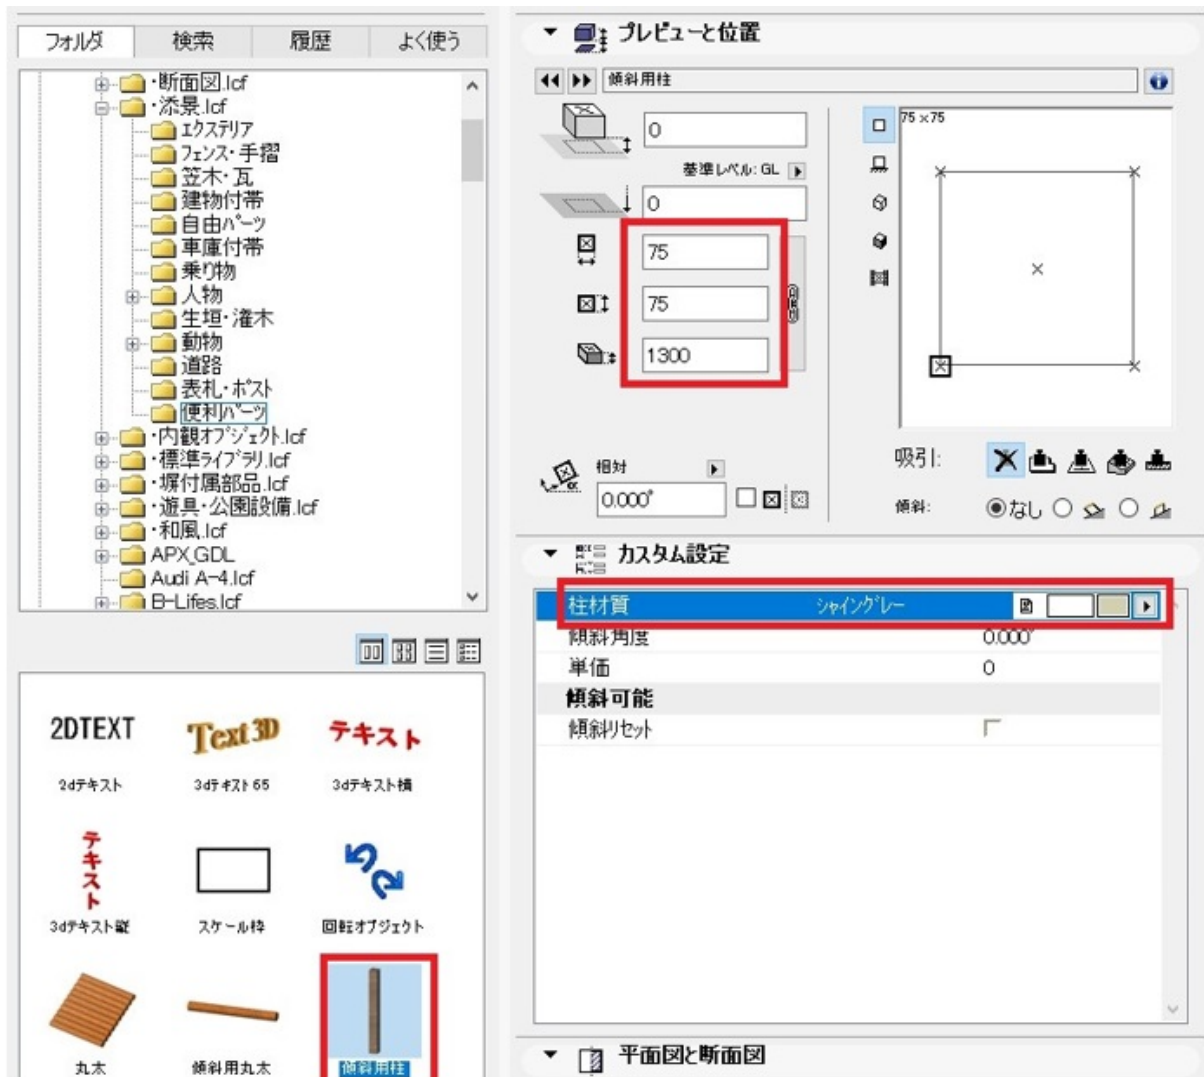 フォルダ 検索 履歴 よく使う
・断面図.lcf
・添景.lcf
エクステリア
フェンス・手摺
笠木・瓦
建物付帯
自由パーツ
車庫付帯
乗り物
人物
生垣・潅木
動物
道路
表札・ポスト
便利パーツ
・内観オブジェクト.lcf
・標準ライブラリ.lcf
・塀付属部品.lcf
・遊具・公園設備.lcf
・和風.lcf
APX_GDL
Audi A-4.lcf
B-Lifes.lcf
2DTEXT Text 3D テキスト
2dテキスト 3dテキスト 65 3dテキスト横
テキスト
3dテキスト縦 スケール枠 回転オブジェクト
丸木 傾斜用丸木 傾斜用柱
プレビューと位置
傾斜用柱
0
基準レベル: GL
0
75
75
1300
75 x75
相対
0.000°
吸引:
傾斜: なし
カスタム設定
柱材質 シャイングレー
傾斜角度 0.000°
単価 0
傾斜可能
傾斜リセット
平面図と断面図